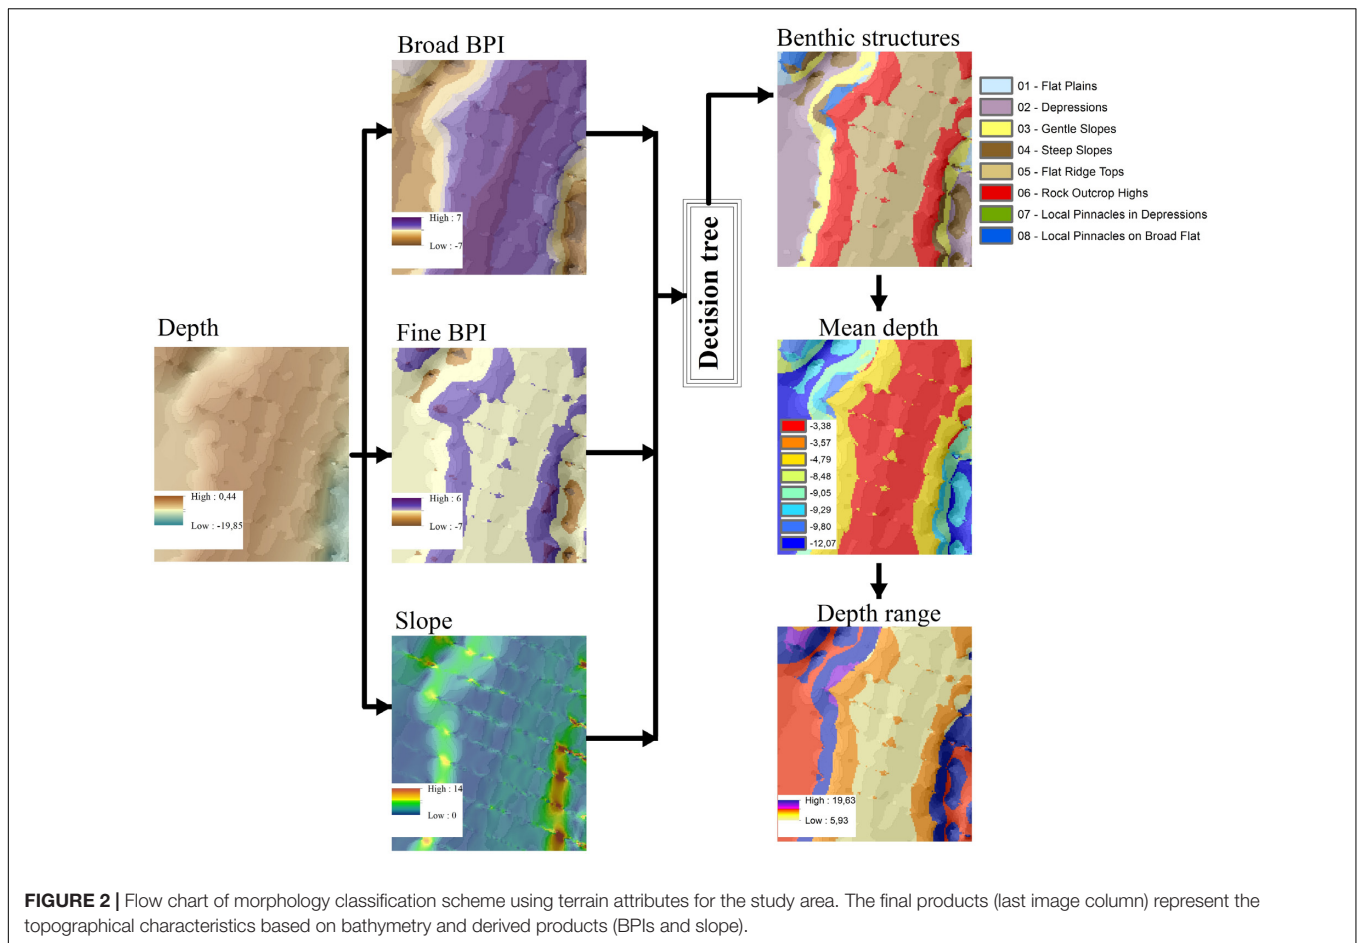 Broad BPI
High : 7
Low : -7
Depth
High : 0,44
Low : -19,85
Fine BPI
High : 6
Low : -7
Slope
High : 14
Low : 0
Decision tree
Benthic structures
01 - Flat Plains
02 - Depressions
03 - Gentle Slopes
04 - Steep Slopes
05 - Flat Ridge Tops
06 - Rock Outcrop Highs
07 - Local Pinnacles in Depressions
08 - Local Pinnacles on Broad Flat
Mean depth
-3,38
-3,57
-4,79
-8,48
-9,05
-9,29
-9,80
-12,07
Depth range
High : 19,63
Low : 5,93
FIGURE 2 | Flow chart of morphology classification scheme using terrain attributes for the study area. The final products (last image column) represent the
topographical characteristics based on bathymetry and derived products (BPIs and slope).